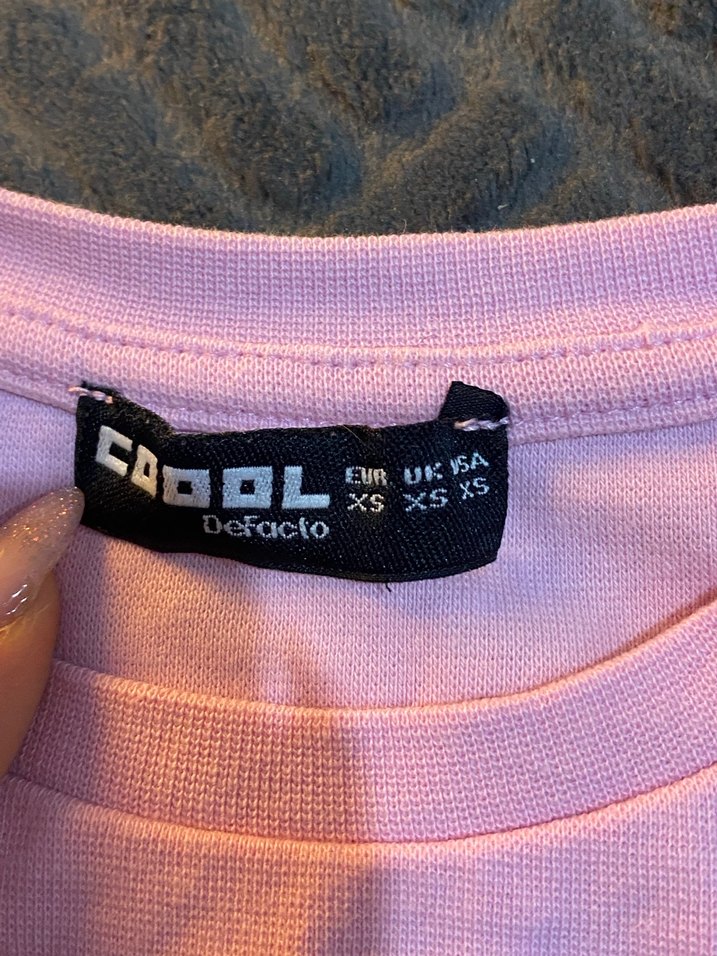 COOOL
DeFacto
EUR UK USA
XS XS XS